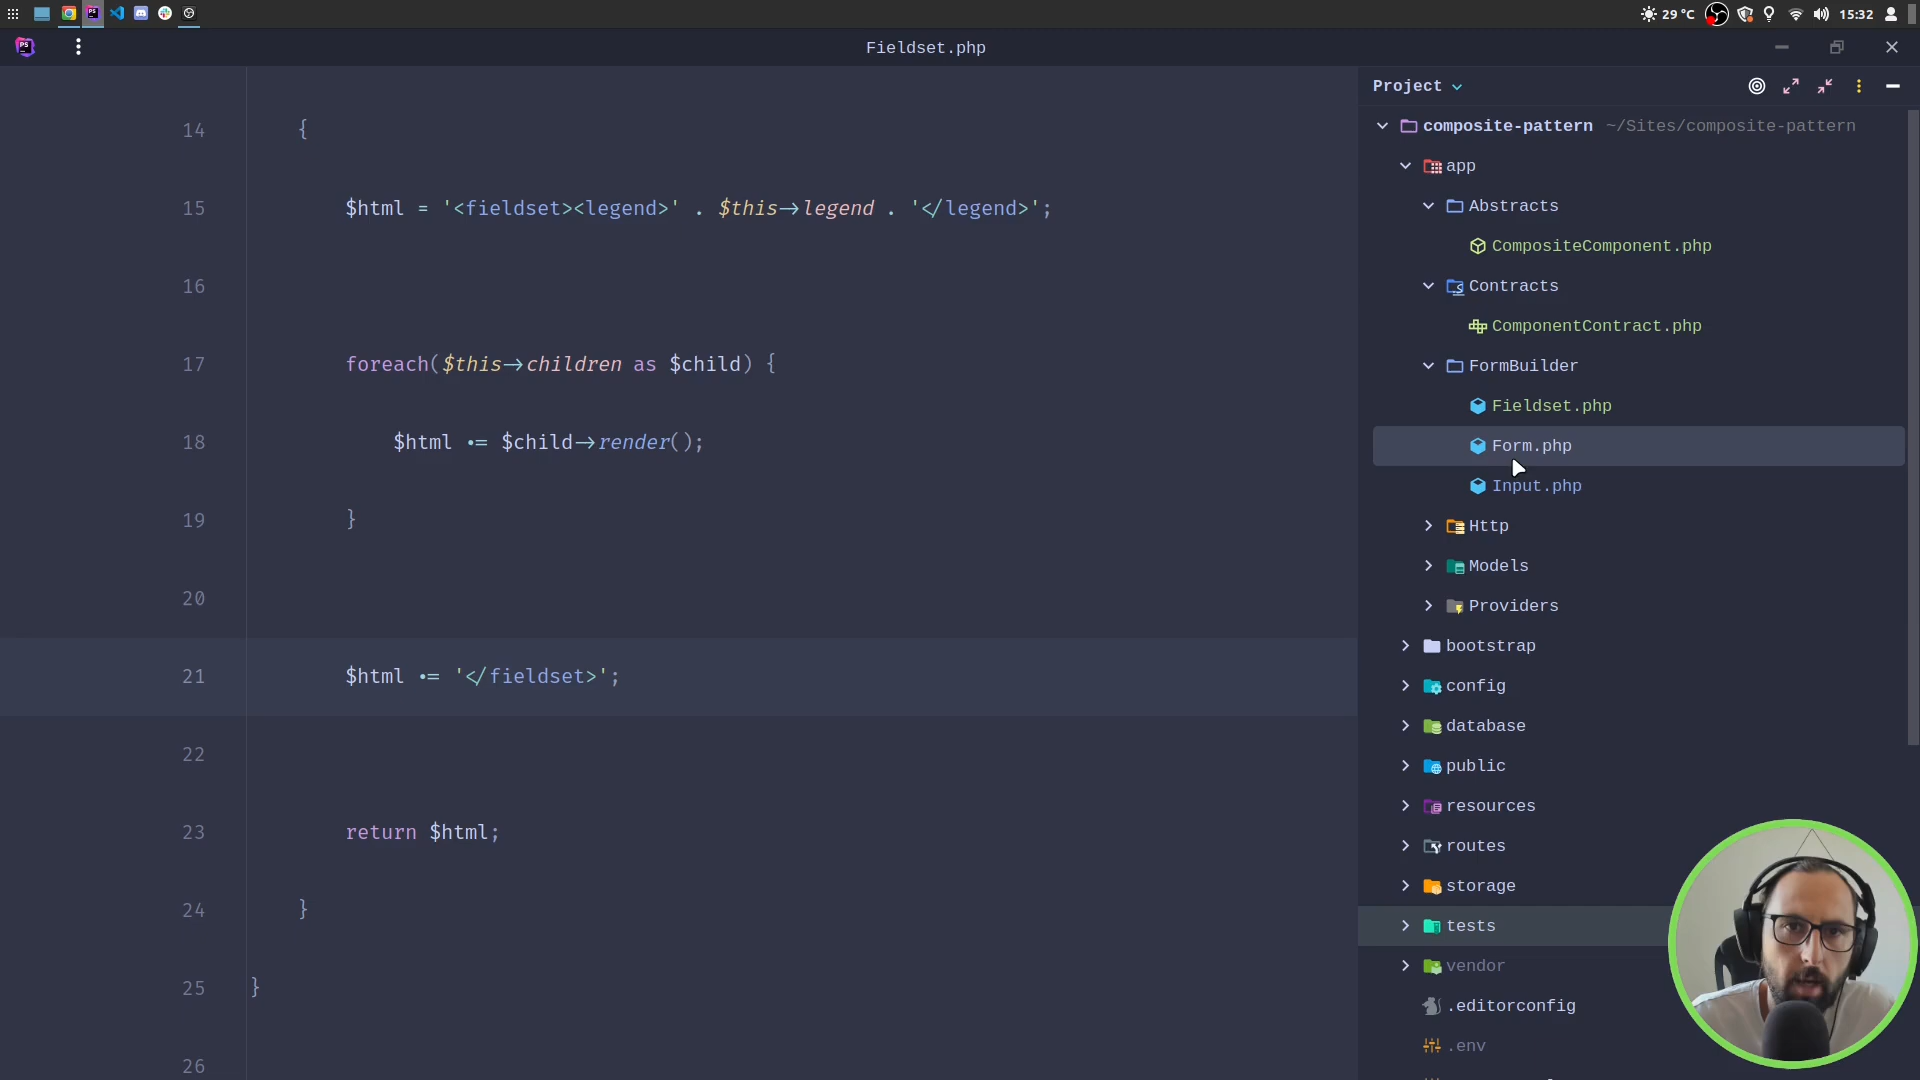 29 °C
15:32
PS
Fieldset.php
14 {
15 $html = '<fieldset><legend>' . $this->legend . '</legend>';
16
17 foreach($this->children as $child) {
18 $html .= $child->render();
19 }
20
21 $html .= '</fieldset>';
22
23 return $html;
24 }
25 }
26
Project
composite-pattern ~/Sites/composite-pattern
app
Abstracts
CompositeComponent.php
Contracts
ComponentContract.php
FormBuilder
Fieldset.php
Form.php
Input.php
Http
Models
Providers
bootstrap
config
database
public
resources
routes
storage
tests
vendor
.editorconfig
.env